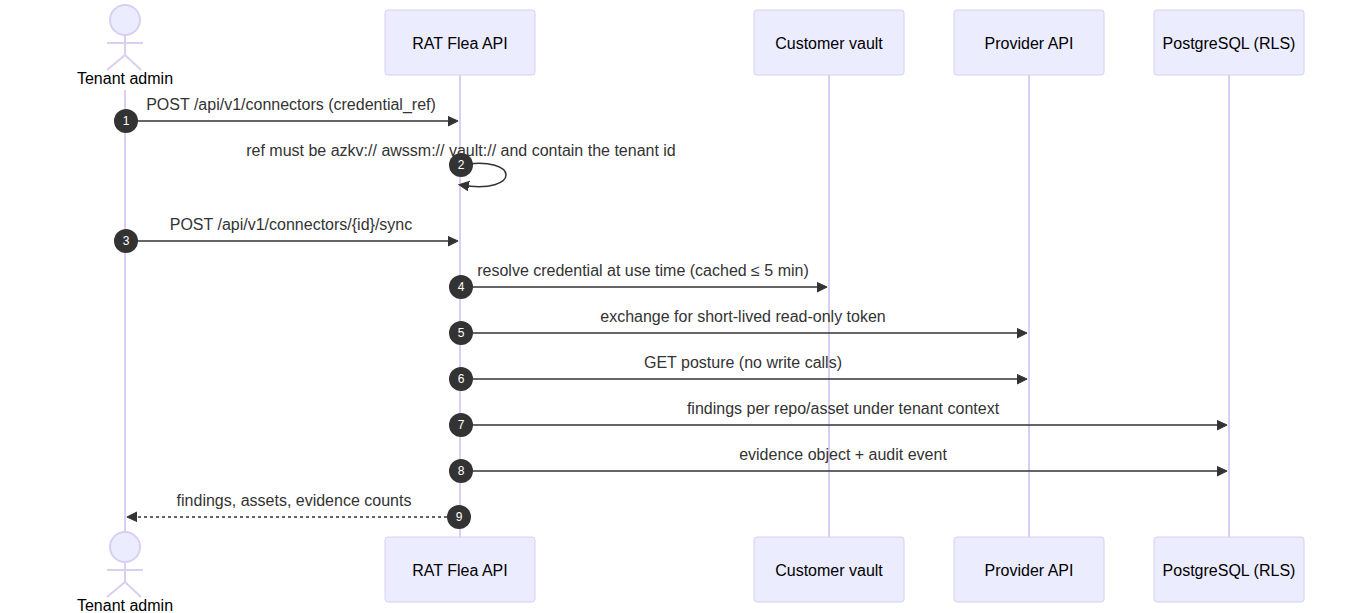 RAT Flea API
Customer vault
Provider API
PostgreSQL (RLS)
Tenant admin
POST /api/v1/connectors (credential_ref)
1
ref must be azkv:// awssm:// vault:// and contain the tenant id
2
POST /api/v1/connectors/{id}/sync
3
resolve credential at use time (cached ≤ 5 min)
4
exchange for short-lived read-only token
5
GET posture (no write calls)
6
findings per repo/asset under tenant context
7
evidence object + audit event
8
findings, assets, evidence counts
9
RAT Flea API
Customer vault
Provider API
PostgreSQL (RLS)
Tenant admin